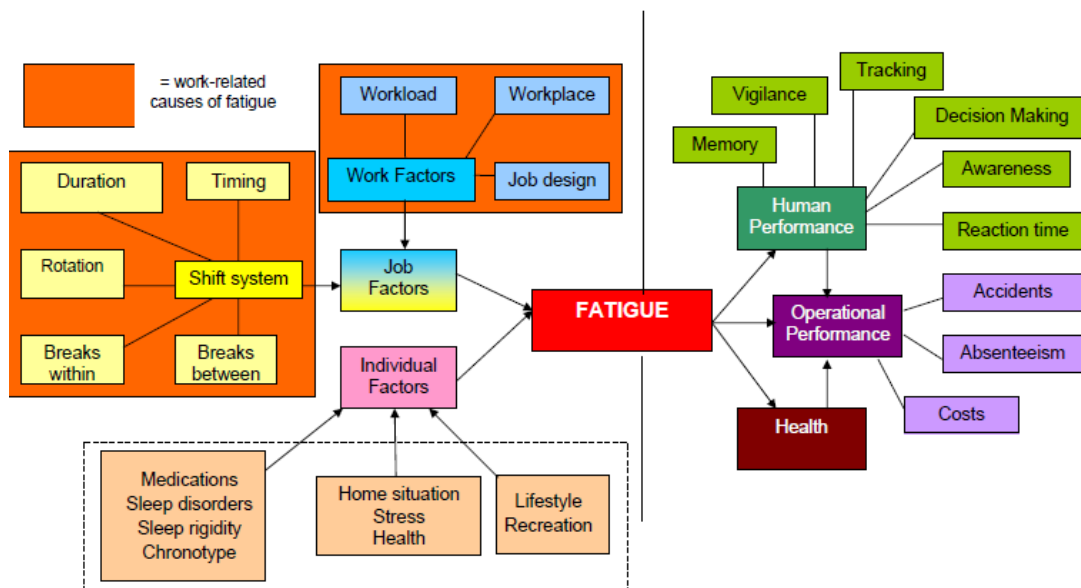 = work-related
causes of fatigue
Workload
Workplace
Work Factors
Job design
Duration
Timing
Rotation
Shift system
Breaks
within
Breaks
between
Job
Factors
Individual
Factors
Medications
Sleep disorders
Sleep rigidity
Chronotype
Home situation
Stress
Health
Lifestyle
Recreation
FATIGUE
Tracking
Vigilance
Memory
Decision Making
Awareness
Reaction time
Human
Performance
Operational
Performance
Health
Accidents
Absenteeism
Costs